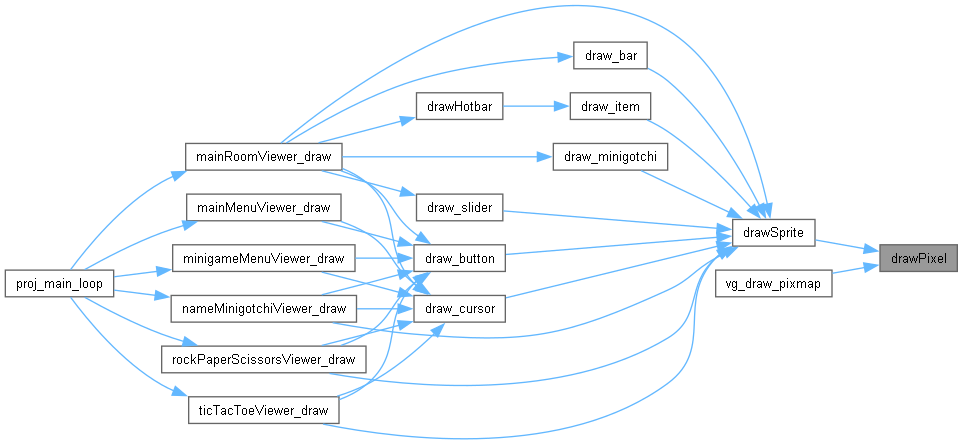 draw_bar
drawHotbar
draw_item
mainRoomViewer_draw
draw_minigotchi
mainMenuViewer_draw
draw_slider
drawSprite
minigameMenuViewer_draw
draw_button
drawPixel
proj_main_loop
vg_draw_pixmap
nameMinigotchiViewer_draw
draw_cursor
rockPaperScissorsViewer_draw
ticTacToeViewer_draw